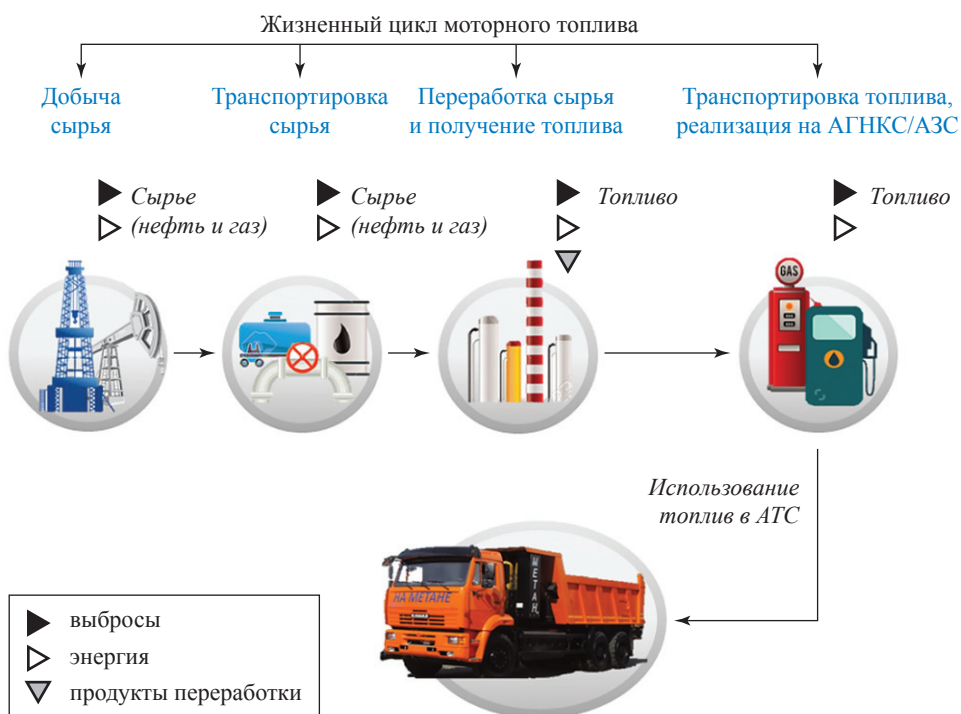 Жизненный цикл моторного топлива
Добыча
сырья
Транспортировка
сырья
Переработка сырья
и получение топлива
Транспортировка топлива,
реализация на АГНКС/АЗС
Сырье
(нефть и газ)
Сырье
(нефть и газ)
Топливо
Топливо
GAS
Использование
топлив в АТС
НА МЕТАНЕ
МЕТАН
КАМАЗ
выбросы
энергия
продукты переработки